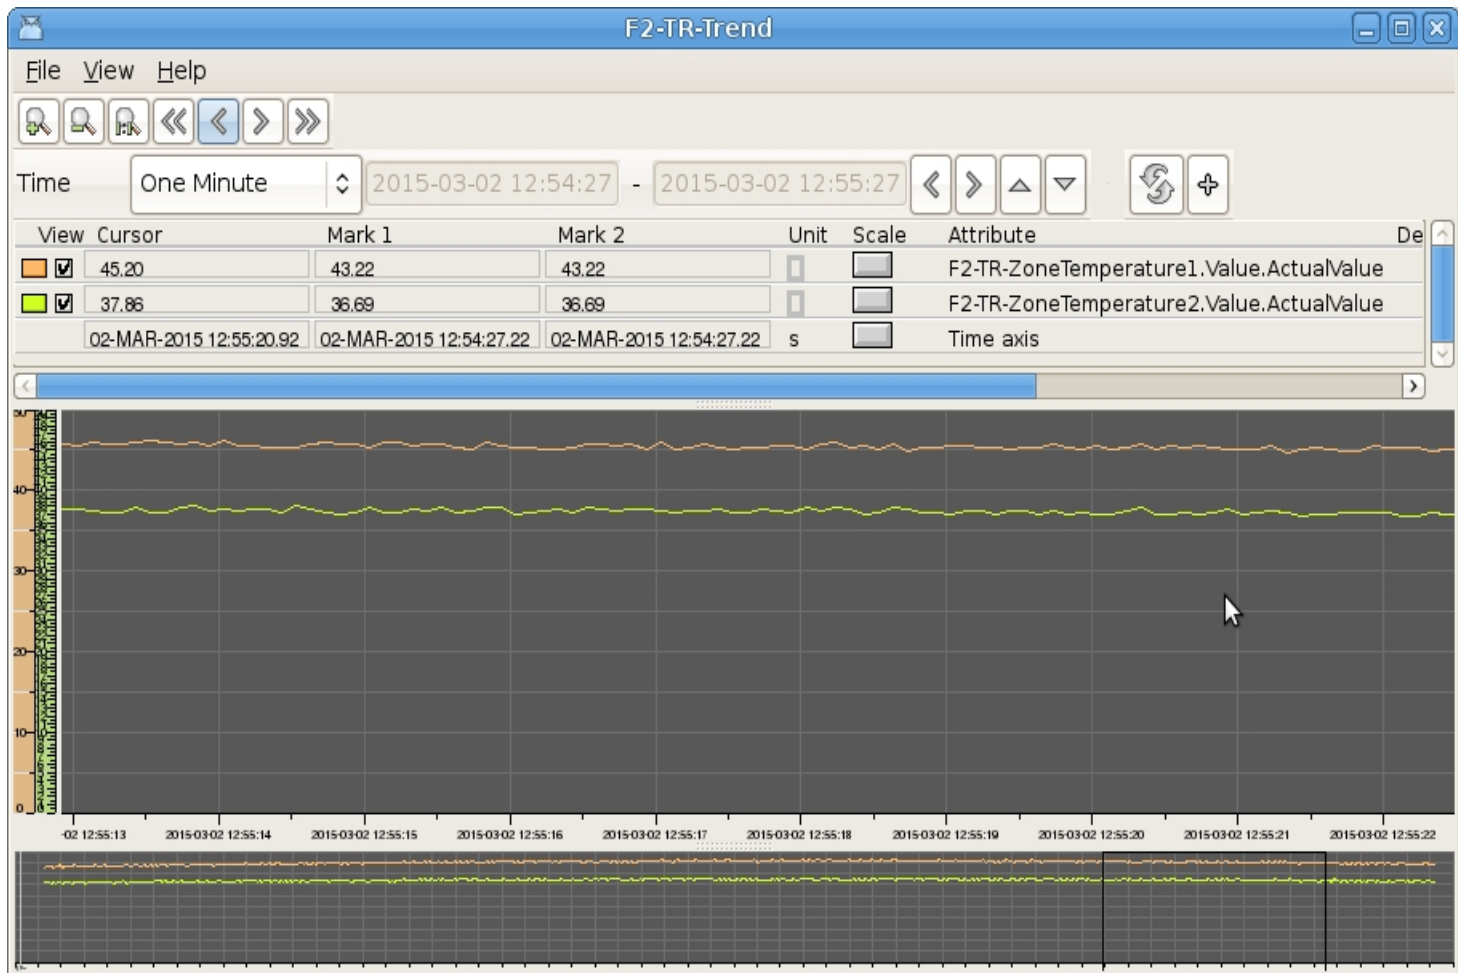 F2-TR-Trend
File View Help
Time One Minute 2015-03-02 12:54:27 - 2015-03-02 12:55:27
View Cursor Mark 1 Mark 2 Unit Scale Attribute De
45.20 43.22 43.22 F2-TR-ZoneTemperature1.Value.ActualValue
37.86 36.69 36.69 F2-TR-ZoneTemperature2.Value.ActualValue
02-MAR-2015 12:55:20.92 02-MAR-2015 12:54:27.22 02-MAR-2015 12:54:27.22 s Time axis
50
40
30
20
10
0
-02 12:55:13 2015-03-02 12:55:14 2015-03-02 12:55:15 2015-03-02 12:55:16 2015-03-02 12:55:17 2015-03-02 12:55:18 2015-03-02 12:55:19 2015-03-02 12:55:20 2015-03-02 12:55:21 2015-03-02 12:55:22